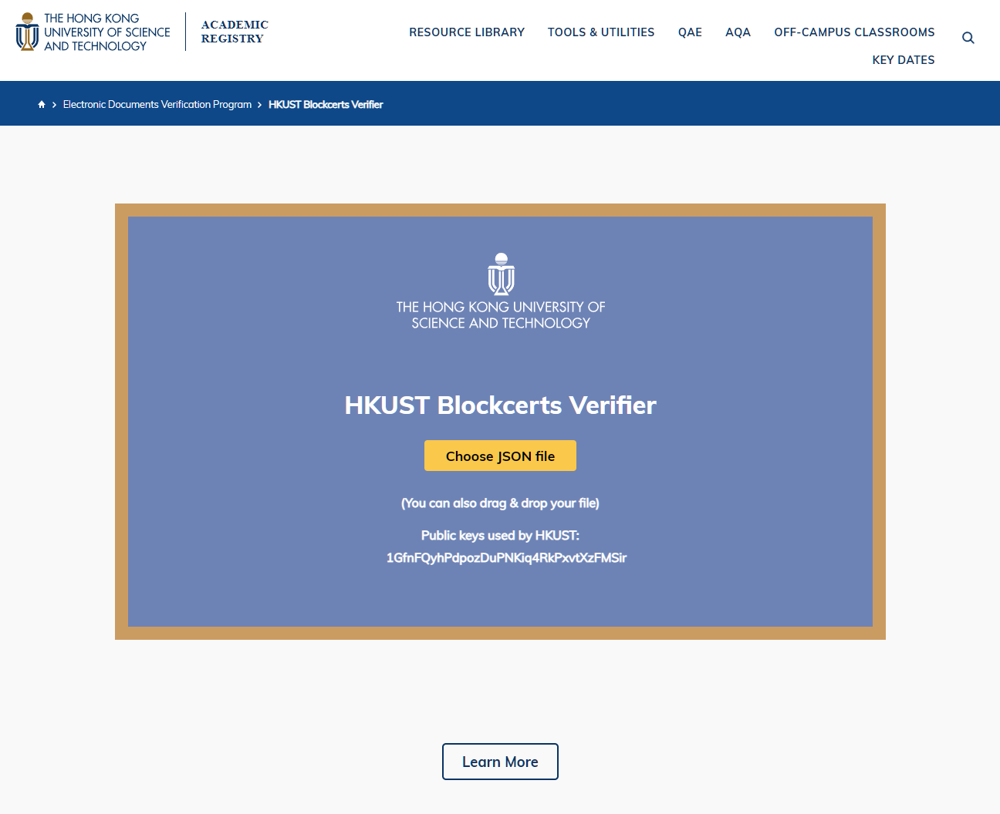 THE HONG KONG
UNIVERSITY OF SCIENCE
AND TECHNOLOGY
ACADEMIC
REGISTRY
RESOURCE LIBRARY TOOLS & UTILITIES QAE AQA OFF-CAMPUS CLASSROOMS
KEY DATES
Electronic Documents Verification Program HKUST Blockcerts Verifier
THE HONG KONG UNIVERSITY OF
SCIENCE AND TECHNOLOGY
HKUST Blockcerts Verifier
Choose JSON file
(You can also drag & drop your file)
Public keys used by HKUST:
1GfnFQyhPdpozDuPNKiq4RkPxvtXzFMSir
Learn More